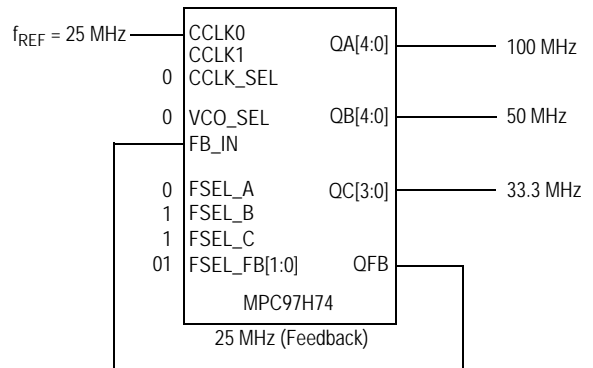 fREF = 25 MHz
CCLK0
CCLK1
0 CCLK_SEL
0 VCO_SEL
FB_IN
0 FSEL_A
1 FSEL_B
1 FSEL_C
01 FSEL_FB[1:0]
QA[4:0] 100 MHz
QB[4:0] 50 MHz
QC[3:0] 33.3 MHz
QFB
MPC97H74
25 MHz (Feedback)